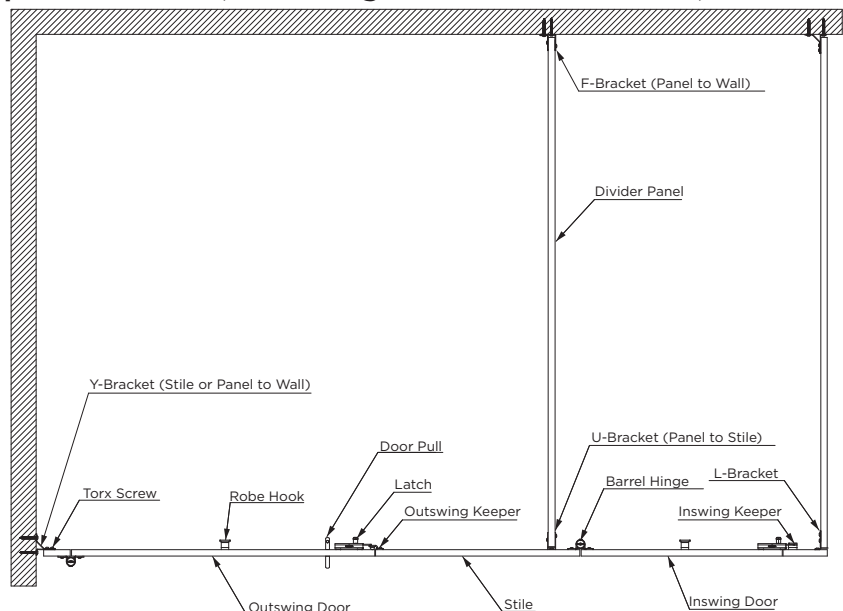 F-Bracket (Panel to Wall)
Divider Panel
Y-Bracket (Stile or Panel to Wall)
U-Bracket (Panel to Stile)
Door Pull
L-Bracket
Torx Screw
Robe Hook
Latch
Barrel Hinge
Outswing Keeper
Inswing Keeper
Outswing Door
Stile
Inswing Door